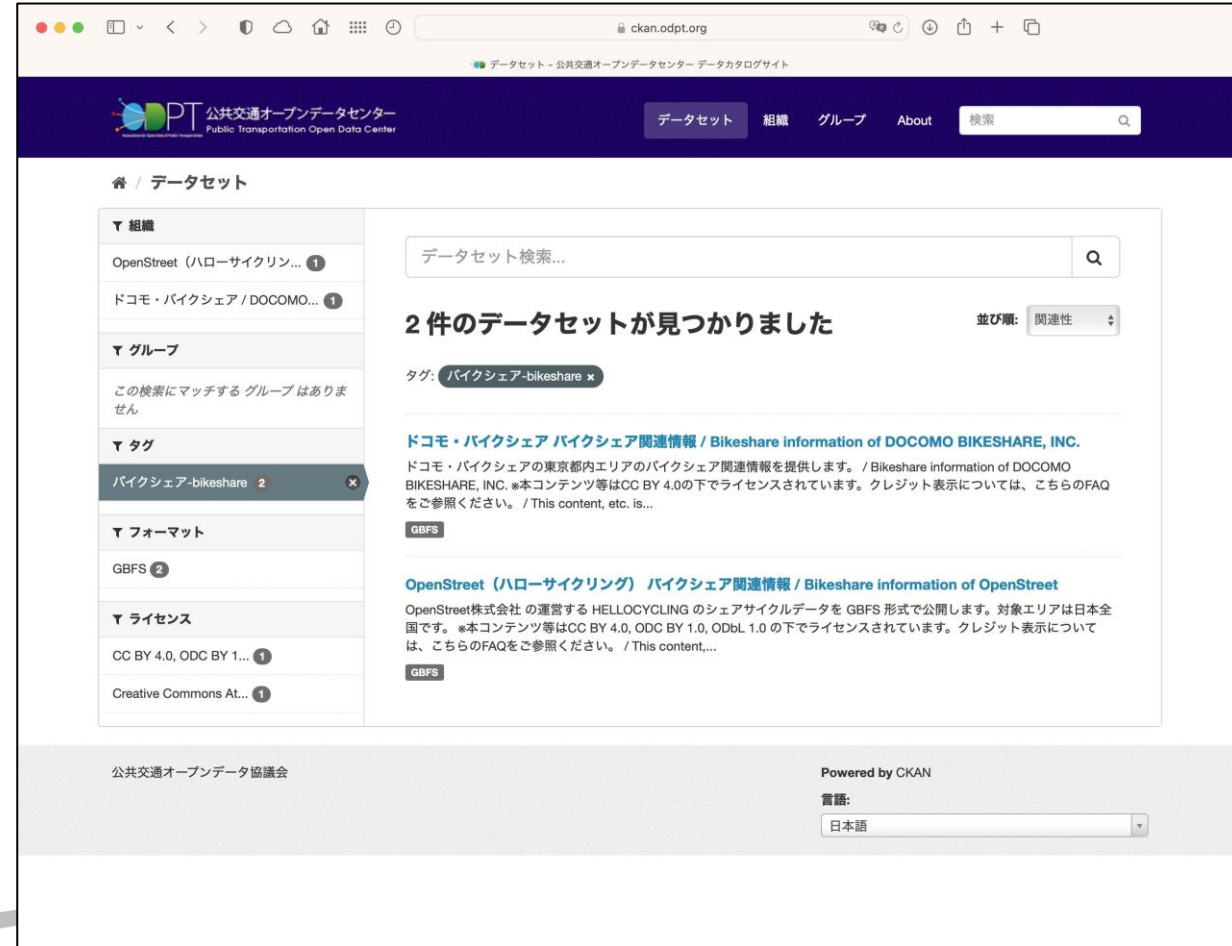 ckan.odpt.org
データセット - 公共交通オープンデータセンター データカタログサイト
ODPT 公共交通オープンデータセンター
Public Transportation Open Data Center
データセット 組織 グループ About 検索
/ データセット
組織
OpenStreet（ハローサイクリン... 1
ドコモ・バイクシェア / DOCOMO... 1
グループ
この検索にマッチする グループ はありま
せん
タグ
バイクシェア-bikeshare 2
フォーマット
GBFS 2
ライセンス
CC BY 4.0, ODC BY 1... 1
Creative Commons At... 1
データセット検索...
2 件のデータセットが見つかりました
並び順: 関連性
タグ: バイクシェア-bikeshare ×
ドコモ・バイクシェア バイクシェア関連情報 / Bikeshare information of DOCOMO BIKESHARE, INC.
ドコモ・バイクシェアの東京都内エリアのバイクシェア関連情報を提供します。 / Bikeshare information of DOCOMO
BIKESHARE, INC. ※本コンテンツ等はCC BY 4.0の下でライセンスされています。クレジット表示については、こちらのFAQ
をご参照ください。 / This content, etc. is...
GBFS
OpenStreet（ハローサイクリング） バイクシェア関連情報 / Bikeshare information of OpenStreet
OpenStreet株式会社 の運営する HELLOCYCLING のシェアサイクルデータを GBFS 形式で公開します。対象エリアは日本全
国です。 ※本コンテンツ等はCC BY 4.0, ODC BY 1.0, ODbL 1.0 の下でライセンスされています。クレジット表示について
は、こちらのFAQをご参照ください。 / This content,...
GBFS
公共交通オープンデータ協議会
Powered by CKAN
言語:
日本語